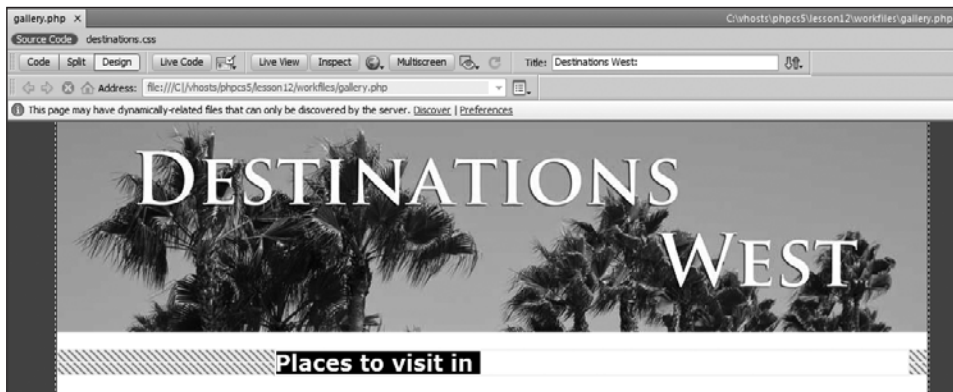 gallery.php ×
C:\vhosts\phpcs5\lesson12\workfiles\gallery.php
Source Code destinations.css
Code Split Design Live Code Live View Inspect Multiscreen Title: Destinations West:
Address: file:///C|/vhosts/phpcs5/lesson12/workfiles/gallery.php
This page may have dynamically-related files that can only be discovered by the server. Discover | Preferences
DESTINATIONS
WEST
Places to visit in